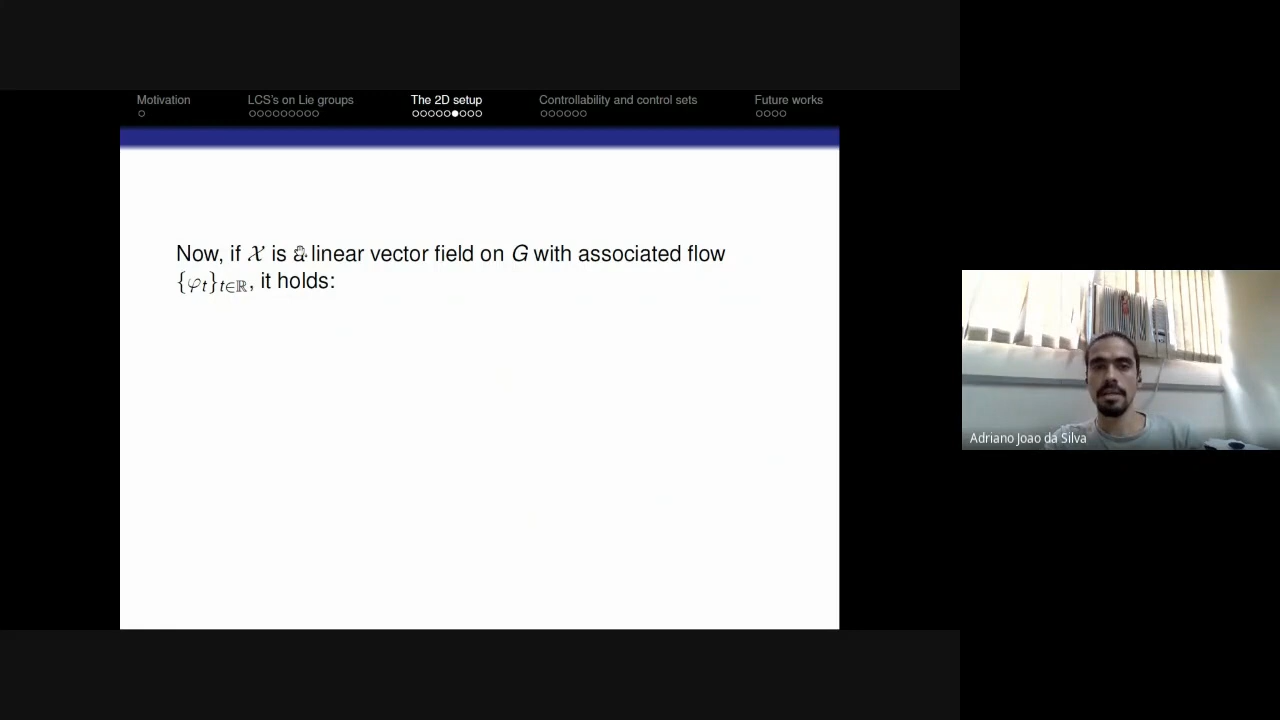 Motivation LCS's on Lie groups The 2D setup Controllability and control sets Future works
Now, if 𝒳 is a linear vector field on G with associated flow
{φt}t∈ℝ, it holds:
Adriano Joao da Silva